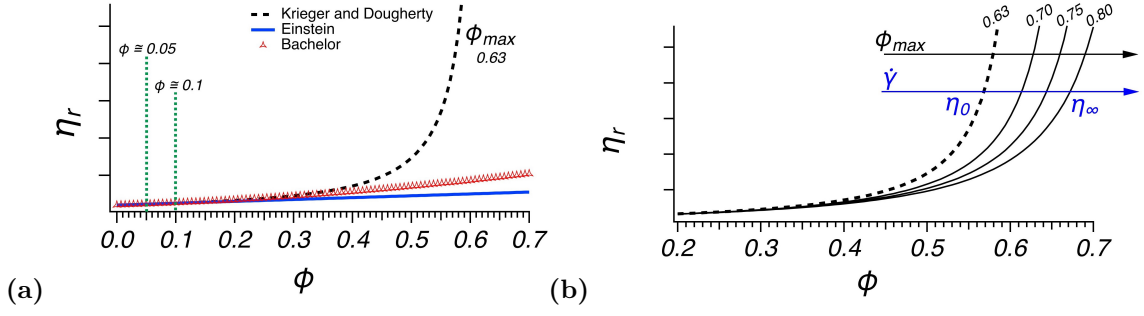 Krieger and Dougherty
Einstein
Bachelor
ϕ ≅ 0.05
ϕ ≅ 0.1
ϕmax
0.63
ηr
0.0 0.1 0.2 0.3 0.4 0.5 0.6 0.7
ϕ
(a)
0.63 0.70 0.75 0.80
ϕmax
γ̇
η0 η∞
ηr
0.2 0.3 0.4 0.5 0.6 0.7
ϕ
(b)